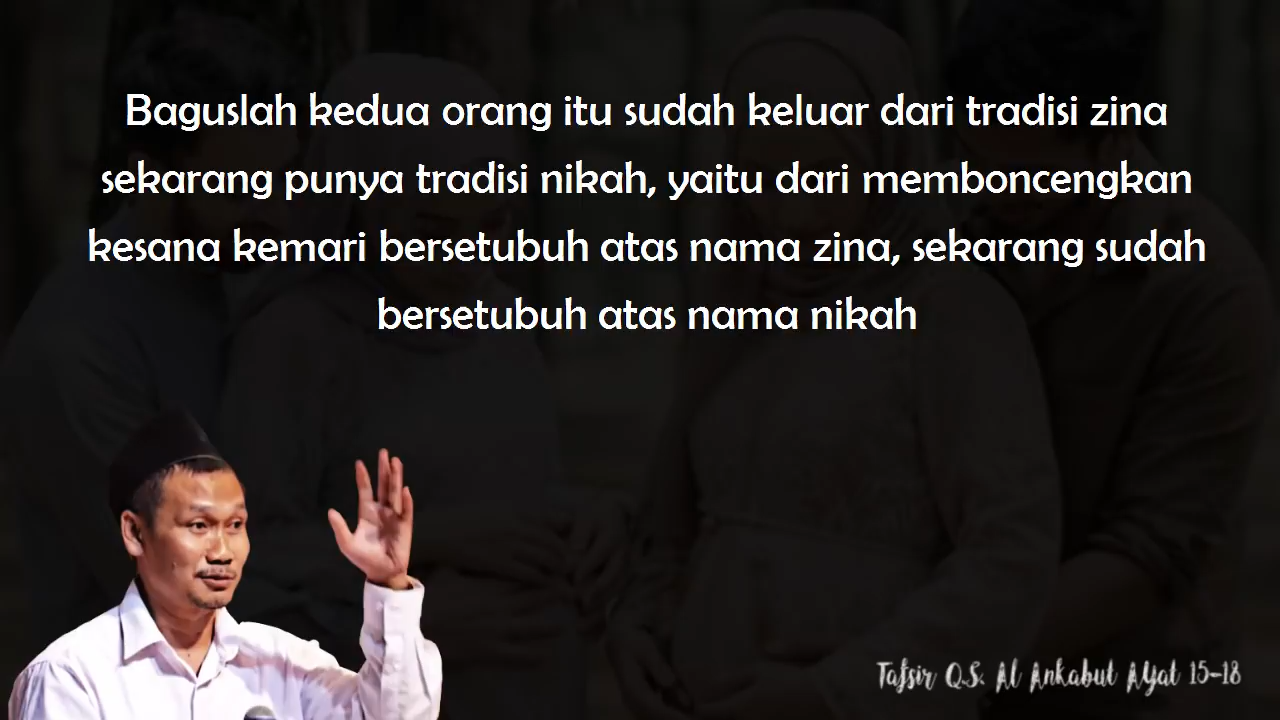 Baguslah kedua orang itu sudah keluar dari tradisi zina
sekarang punya tradisi nikah, yaitu dari memboncengkan
kesana kemari bersetubuh atas nama zina, sekarang sudah
bersetubuh atas nama nikah
Tafsir Q.S. Al Ankabut Ayat 15-18